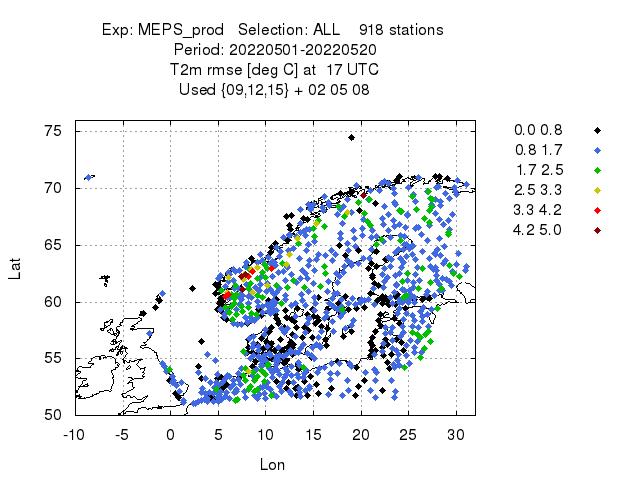 Exp: MEPS_prod   Selection: ALL    918 stations
Period: 20220501-20220520
T2m rmse [deg C] at  17 UTC
Used {09,12,15} + 02 05 08
0.0 0.8
0.8 1.7
1.7 2.5
2.5 3.3
3.3 4.2
4.2 5.0
75
70
65
60
55
50
Lat
-10 -5 0 5 10 15 20 25 30
Lon